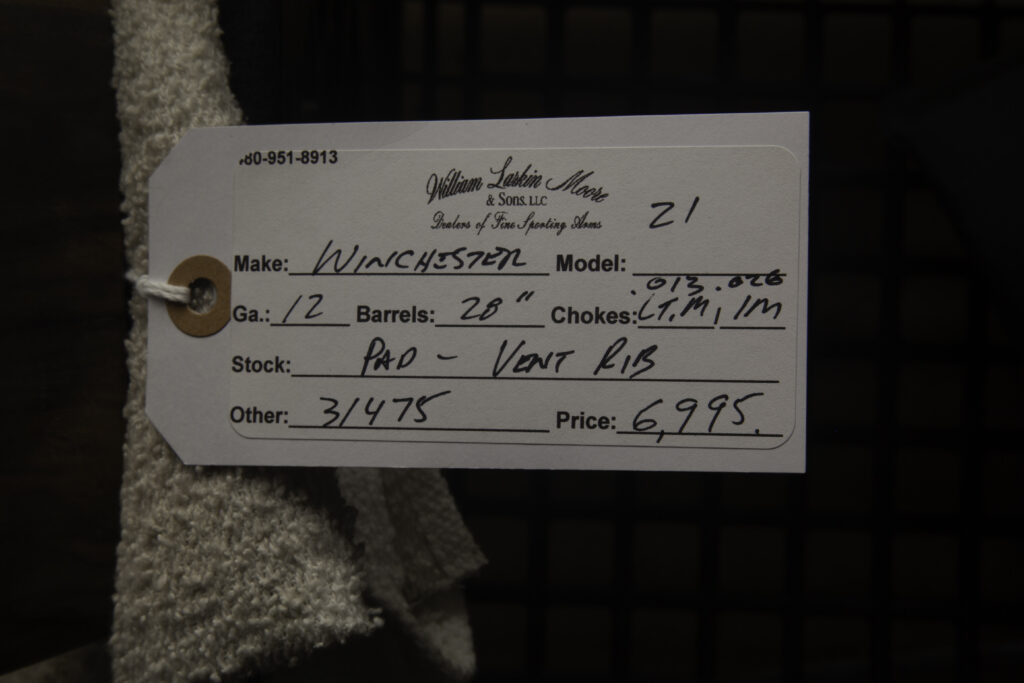 80-951-8913
William Larkin Moore
& Sons, LLC
Dealers of Fine Sporting Arms
21
Make: WINCHESTER Model:
.013 .026
Ga.: 12 Barrels: 28" Chokes: LT.M, IM
Stock: PAD - VENT RIB
Other: 31475 Price: 6,995.